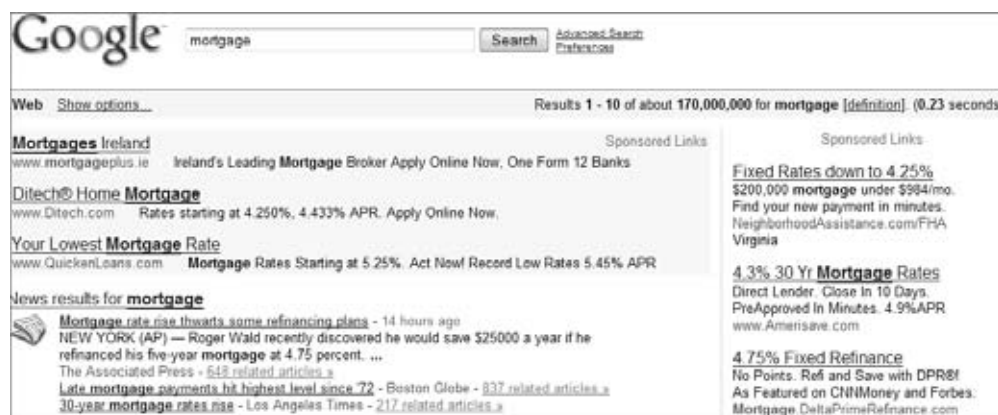 Google
mortgage Search Advanced Search
Preferences
Web Show options...
Results 1 - 10 of about 170,000,000 for mortgage [definition]. (0.23 seconds
Mortgages Ireland
Sponsored Links
www.mortgageplus.ie Ireland's Leading Mortgage Broker Apply Online Now, One Form 12 Banks
Ditech® Home Mortgage
www.Ditech.com Rates starting at 4.250%, 4.433% APR. Apply Online Now.
Your Lowest Mortgage Rate
www.QuickenLoans.com Mortgage Rates Starting at 5.25%. Act Now! Record Low Rates 5.45% APR
News results for mortgage
Mortgage rate rise thwarts some refinancing plans - 14 hours ago
NEW YORK (AP) — Roger Wald recently discovered he would save $25000 a year if he
refinanced his five-year mortgage at 4.75 percent. ...
The Associated Press - 648 related articles »
Late mortgage payments hit highest level since '72 - Boston Globe - 837 related articles »
30-year mortgage rates rise - Los Angeles Times - 217 related articles »
Sponsored Links
Fixed Rates down to 4.25%
$200,000 mortgage under $984/mo.
Find your new payment in minutes.
NeighborhoodAssistance.com/FHA
Virginia
4.3% 30 Yr Mortgage Rates
Direct Lender. Close In 10 Days.
PreApproved In Minutes. 4.9%APR
www.Amerisave.com
4.75% Fixed Refinance
No Points. Refi and Save with DPR®!
As Featured on CNNMoney and Forbes.
Mortgage.DeltaPrimeRefinance.com